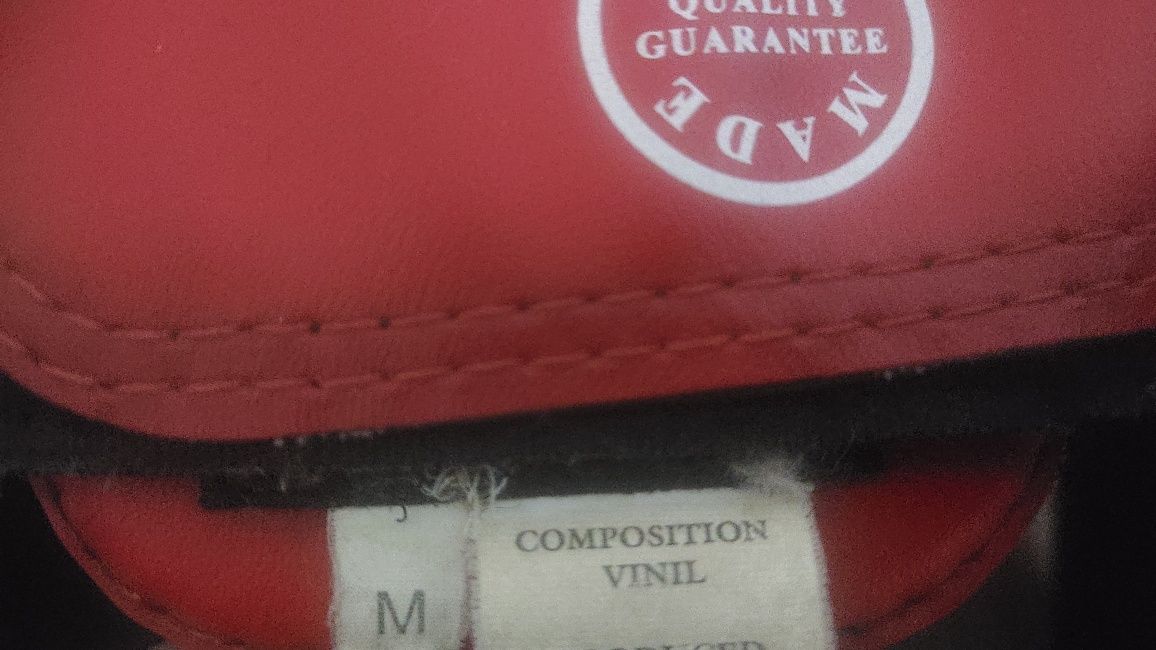 QUALITY
GUARANTEE
MADE
COMPOSITION
VINIL
M